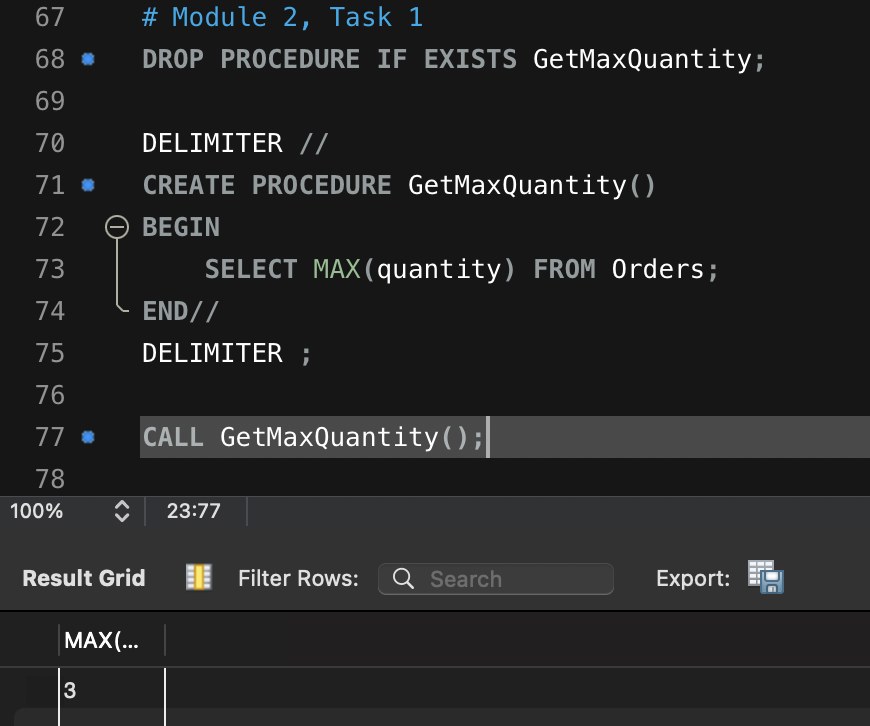 67 # Module 2, Task 1
68 DROP PROCEDURE IF EXISTS GetMaxQuantity;
69
70 DELIMITER //
71 CREATE PROCEDURE GetMaxQuantity()
72 BEGIN
73 SELECT MAX(quantity) FROM Orders;
74 END//
75 DELIMITER ;
76
77 CALL GetMaxQuantity();
78
100% 23:77
Result Grid Filter Rows: Search Export:
MAX(...
3